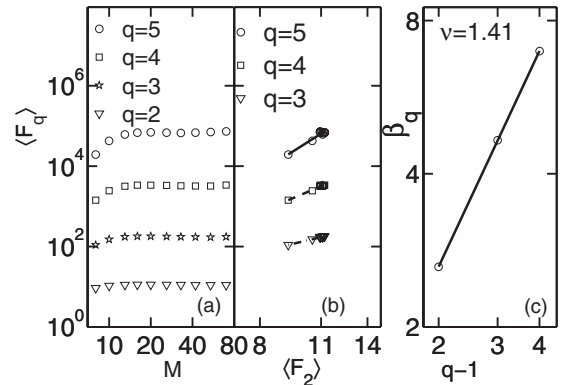 ⟨F_q⟩
10^6
10^4
10^2
10^0
q=5
q=4
q=3
q=2
(a)
10 20 40 80
M
q=5
q=4
q=3
(b)
8 11 14
⟨F_2⟩
β_q
8
4
2
ν=1.41
(c)
2 3 4
q-1